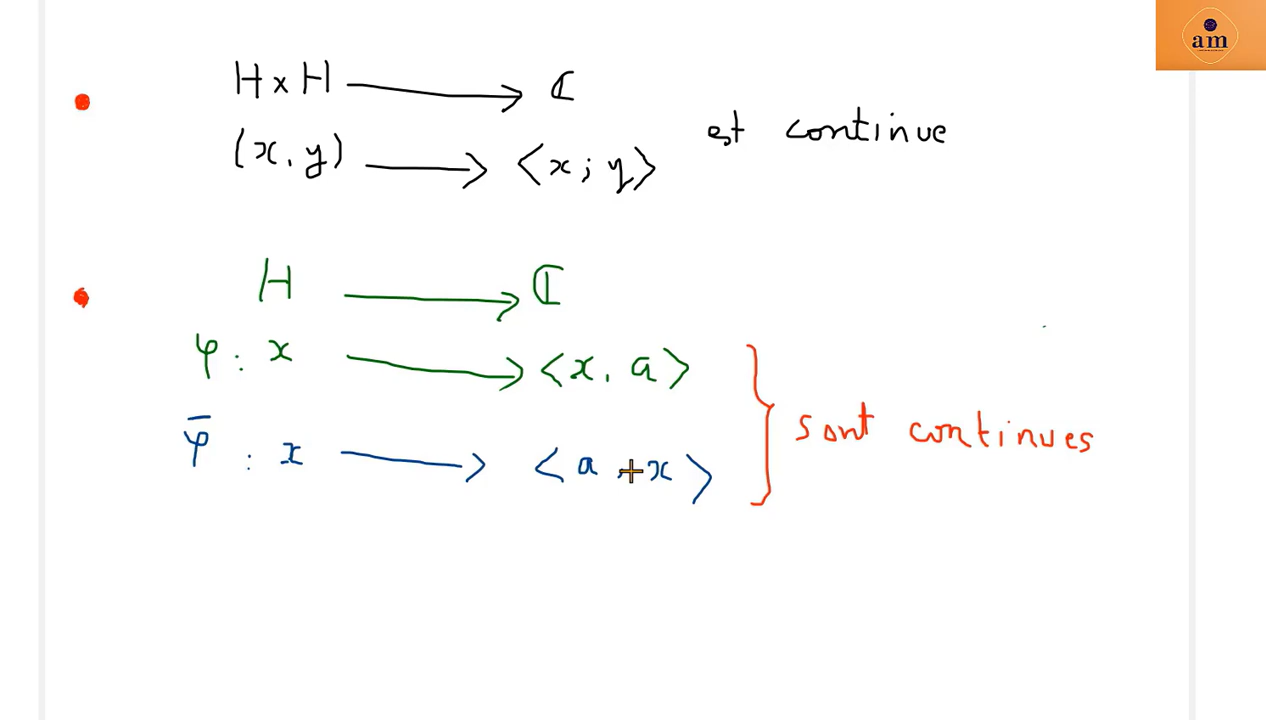 am
H x H ⟶ ℂ
(x, y) ⟶ <x ; y> est continue
H ⟶ ℂ
φ : x ⟶ <x, a>
φ̄ : x ⟶ <a , x> } sont continues